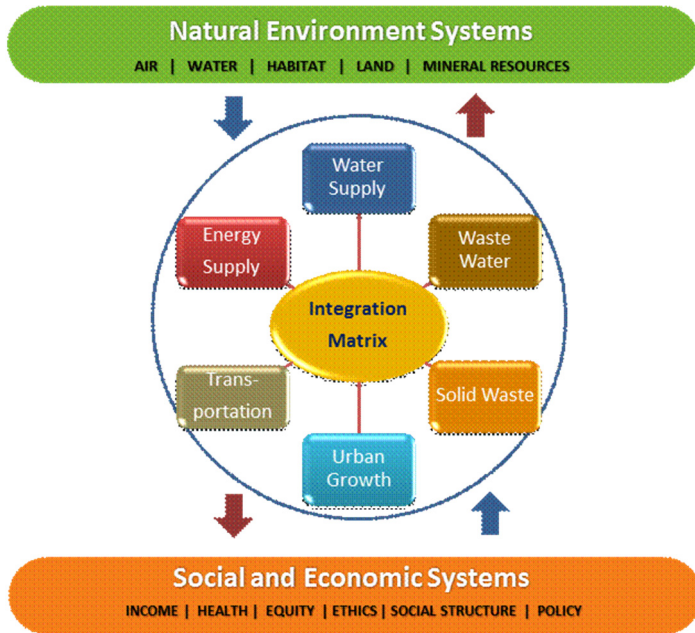 Natural Environment Systems
AIR | WATER | HABITAT | LAND | MINERAL RESOURCES
Water
Supply
Energy
Supply
Waste
Water
Integration
Matrix
Trans-
portation
Solid Waste
Urban
Growth
Social and Economic Systems
INCOME | HEALTH | EQUITY | ETHICS | SOCIAL STRUCTURE | POLICY